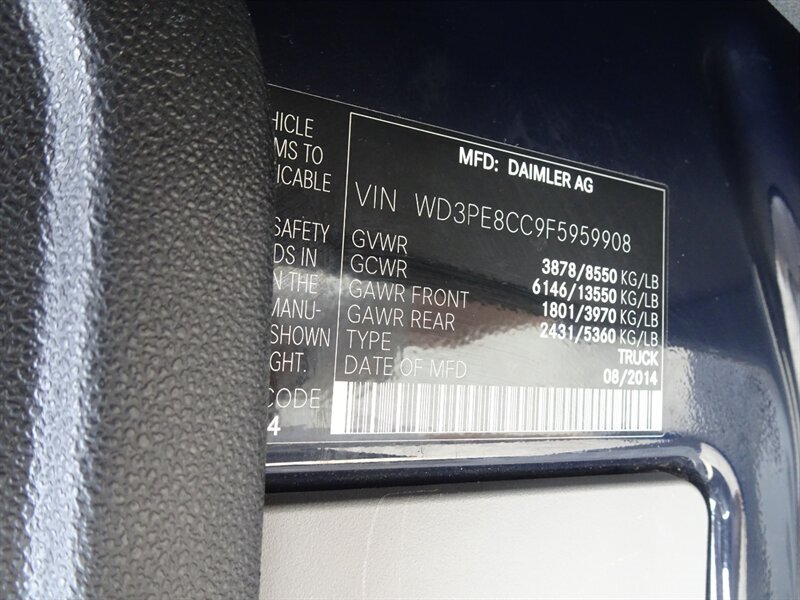 HICLE
MS TO
ICABLE
SAFETY
DS IN
N THE
MANU-
SHOWN
GHT.
CODE
4
MFD: DAIMLER AG
VIN WD3PE8CC9F5959908
GVWR 3878/8550 KG/LB
GCWR 6146/13550 KG/LB
GAWR FRONT 1801/3970 KG/LB
GAWR REAR 2431/5360 KG/LB
TYPE TRUCK
DATE OF MFD 08/2014